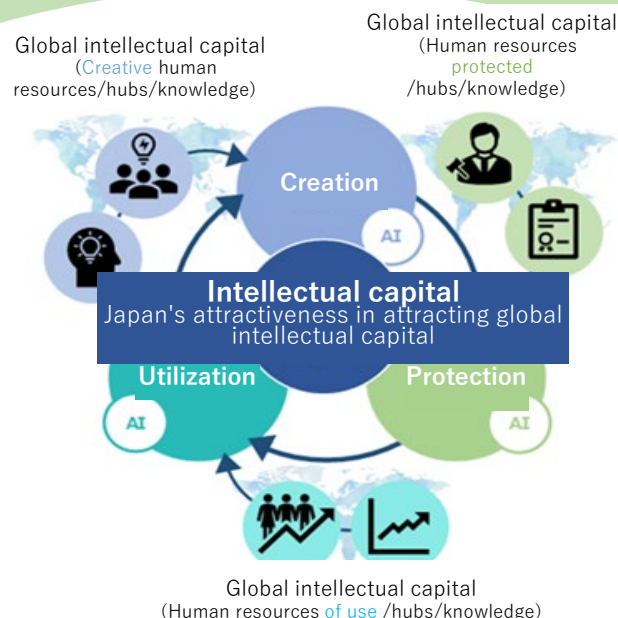 Global intellectual capital
(Creative human
resources/hubs/knowledge)
Global intellectual capital
(Human resources
protected
/hubs/knowledge)
Creation
AI
Intellectual capital
Japan's attractiveness in attracting global
intellectual capital
Utilization
Protection
AI
AI
Global intellectual capital
(Human resources of use /hubs/knowledge)